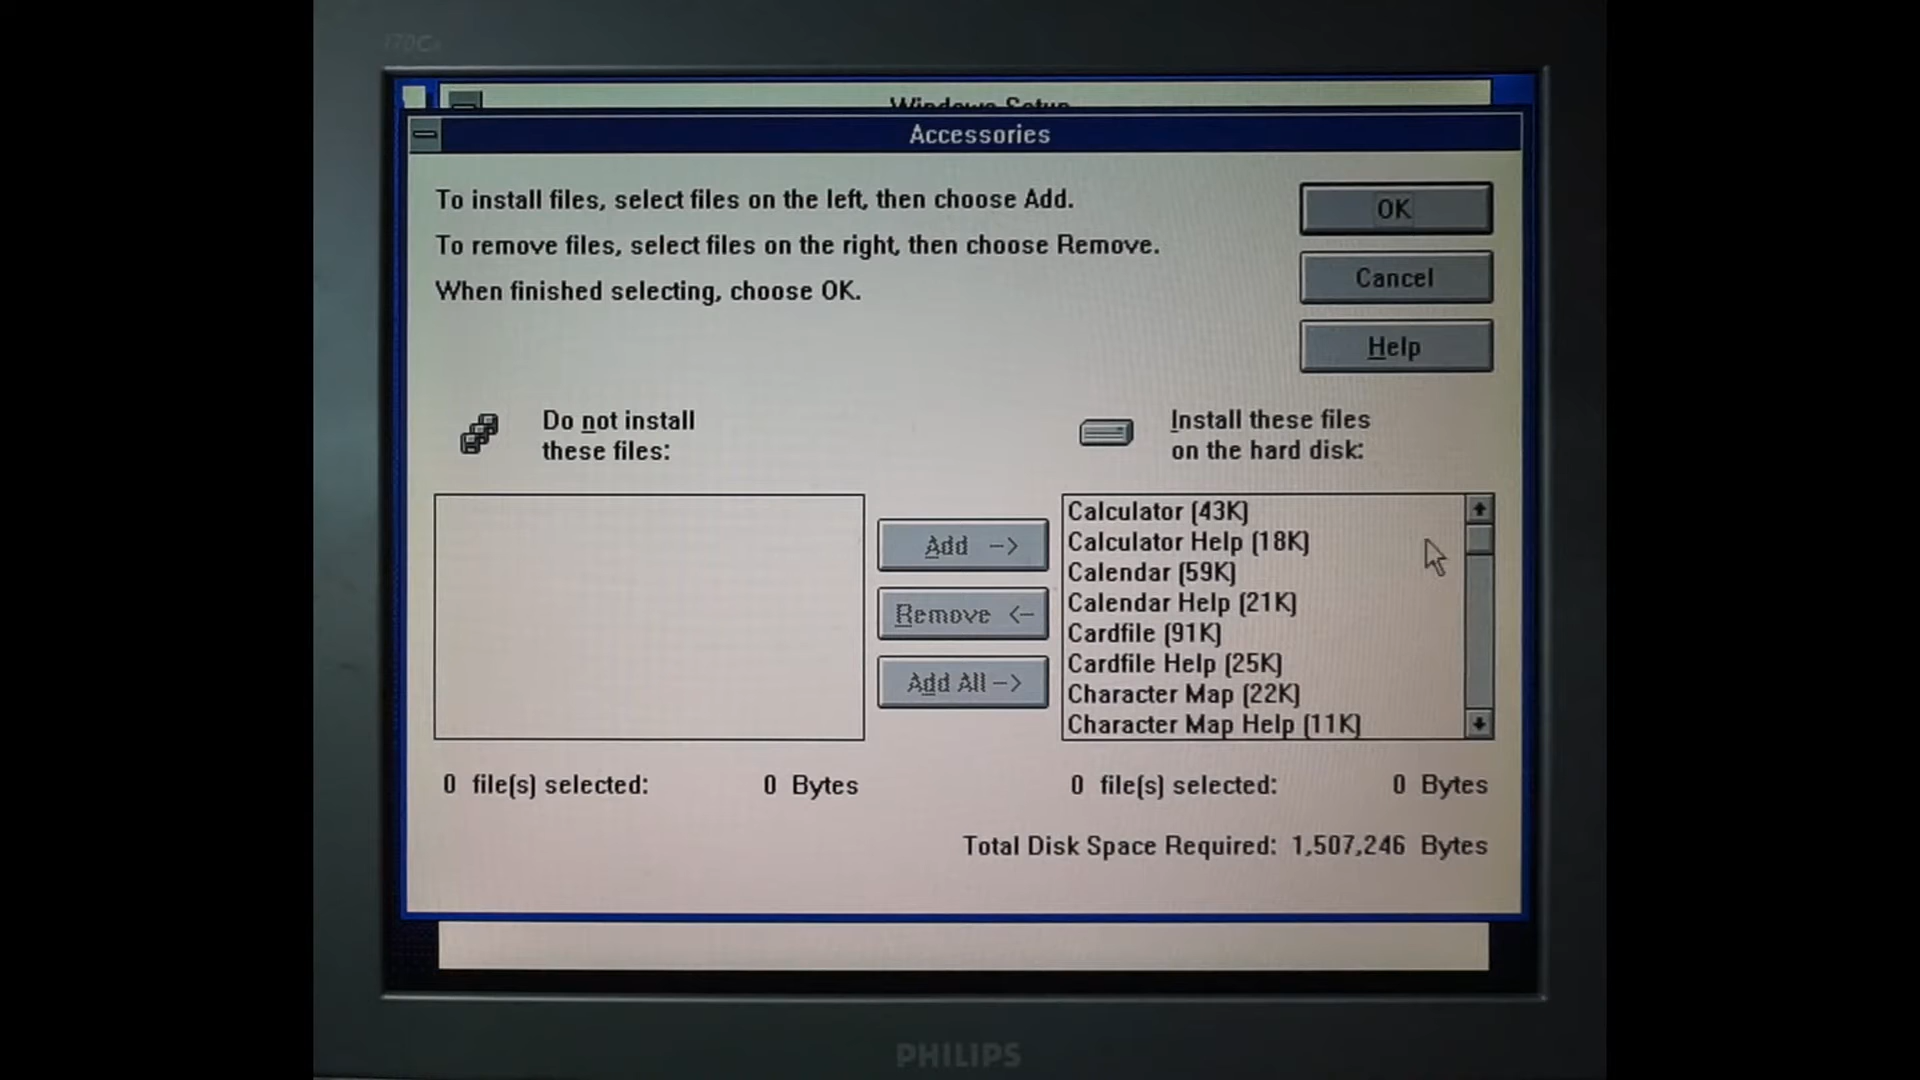 170C
Windows Setup
Accessories
To install files, select files on the left, then choose Add.
To remove files, select files on the right, then choose Remove.
When finished selecting, choose OK.
OK
Cancel
Help
Do not install
these files:
Install these files
on the hard disk:
Add ->
Remove <-
Add All ->
Calculator (43K)
Calculator Help (18K)
Calendar (59K)
Calendar Help (21K)
Cardfile (91K)
Cardfile Help (25K)
Character Map (22K)
Character Map Help (11K)
0 file(s) selected: 0 Bytes
0 file(s) selected: 0 Bytes
Total Disk Space Required: 1,507,246 Bytes
PHILIPS